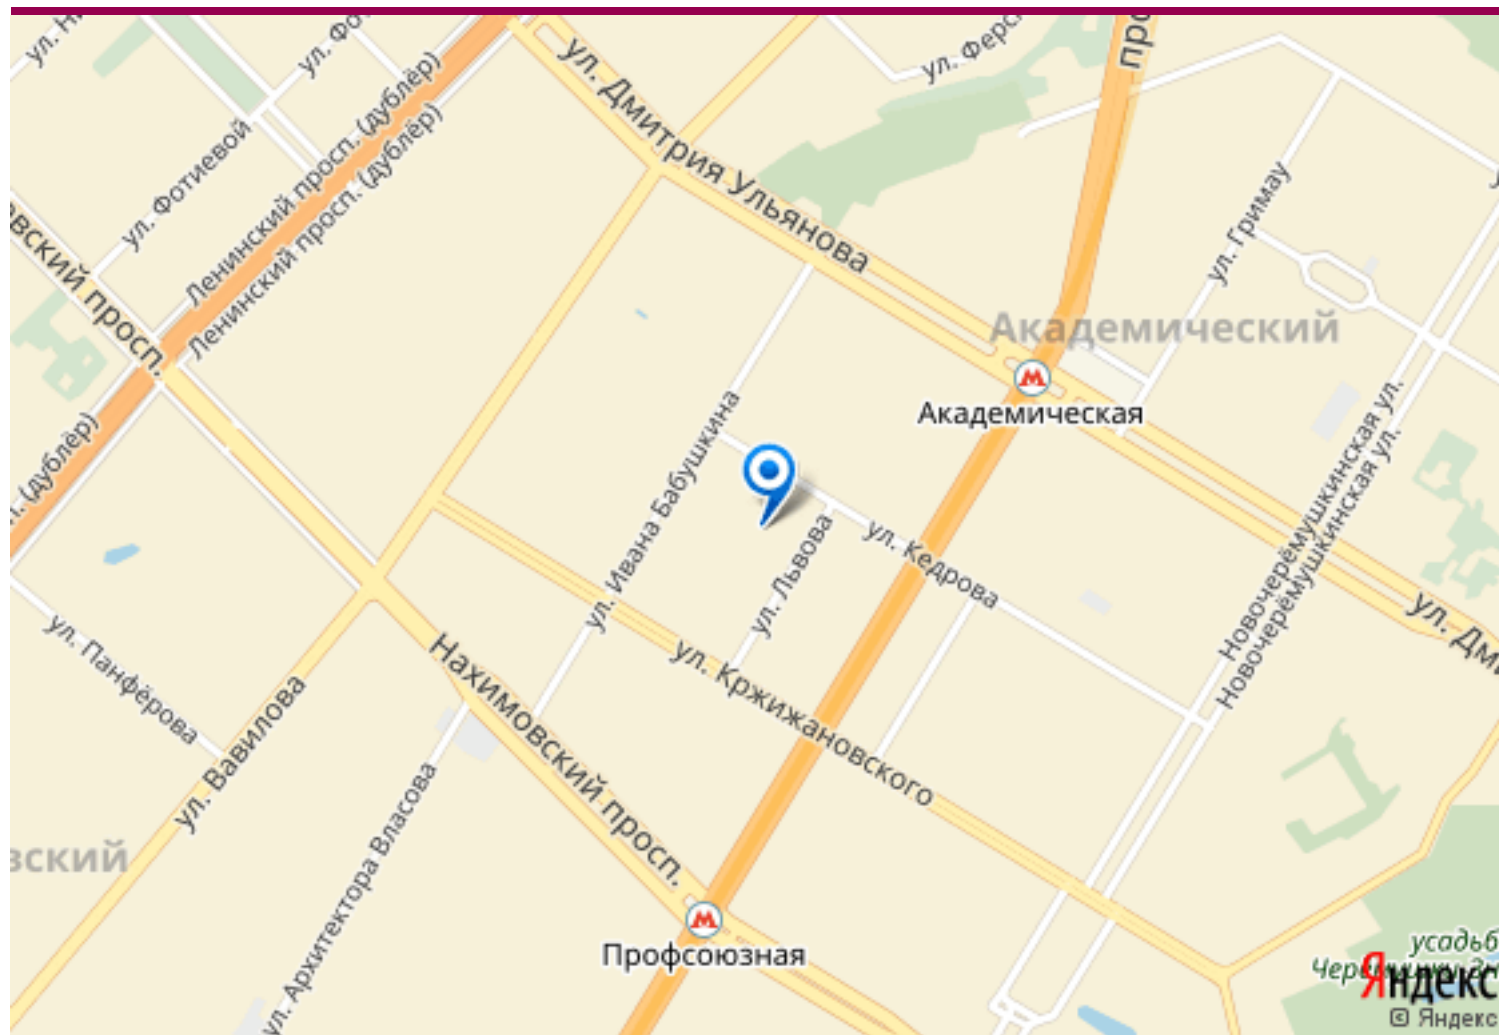 ул. Фотиевой
Ленинский просп. (дублёр)
Ленинский просп. (дублёр)
ул. Дмитрия Ульянова
ул. Гримау
Академический
Академическая
ул. Ивана Бабушкина
ул. Львова
ул. Кедрова
Новочерёмушкинская ул.
Новочерёмушкинская ул.
ул. Дм
просп.
п. (дублёр)
ул. Панфёрова
ул. Вавилова
Нахимовский просп.
ул. Кржижановского
ул. Архитектора Власова
вский
Профсоюзная
усадьб
Яндекс
© Яндекс